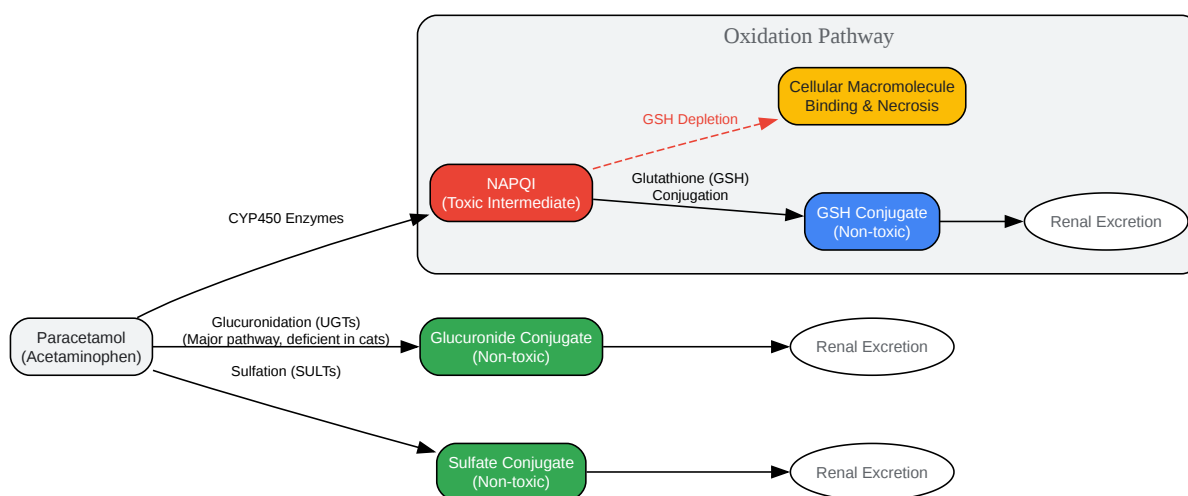 Oxidation Pathway
Cellular Macromolecule
Binding & Necrosis
GSH Depletion
NAPQI
(Toxic Intermediate)
Glutathione (GSH)
Conjugation
GSH Conjugate
(Non-toxic)
Renal Excretion
CYP450 Enzymes
Paracetamol
(Acetaminophen)
Glucuronidation (UGTs)
(Major pathway, deficient in cats)
Glucuronide Conjugate
(Non-toxic)
Renal Excretion
Sulfation (SULTs)
Sulfate Conjugate
(Non-toxic)
Renal Excretion